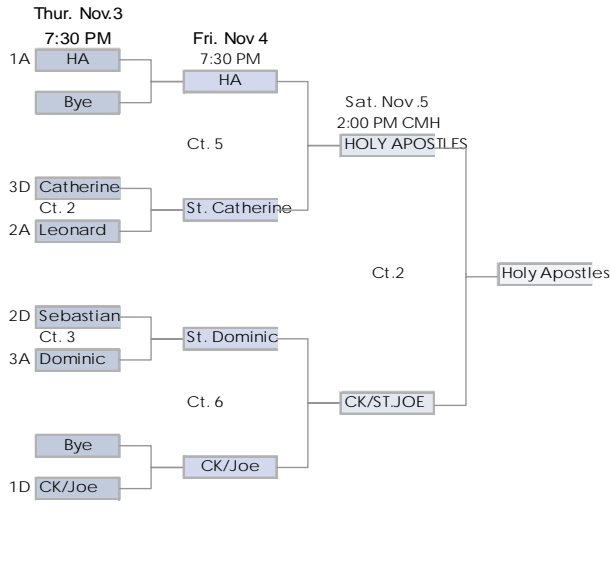 Thur. Nov.3
7:30 PM
Fri. Nov 4
7:30 PM
1A HA
HA
Bye
Sat. Nov.5
2:00 PM CMH
Ct. 5
HOLY APOSTLES
3D Catherine
Ct. 2
St. Catherine
2A Leonard
Ct.2
Holy Apostles
2D Sebastian
Ct. 3
St. Dominic
3A Dominic
Ct. 6
CK/ST.JOE
Bye
CK/Joe
1D CK/Joe